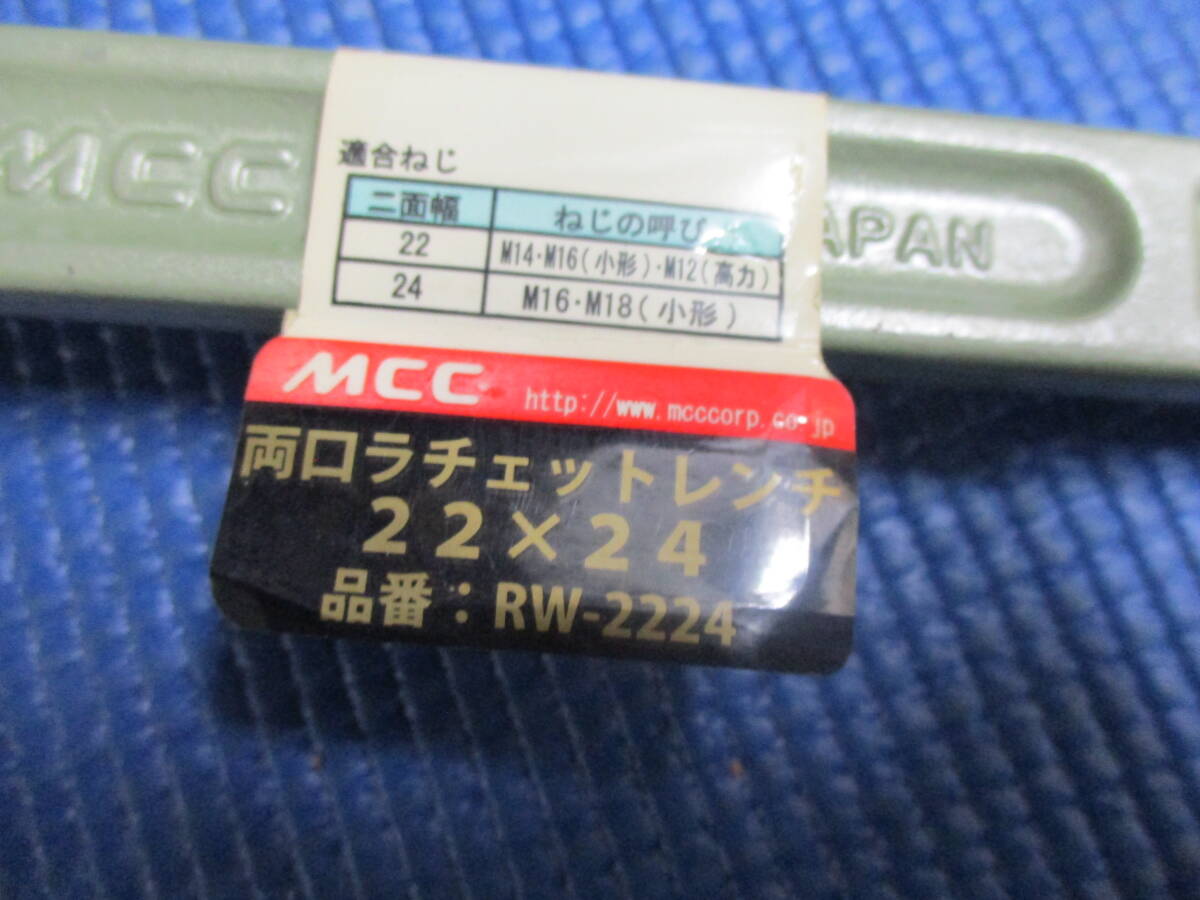 MCC
JAPAN
適合ねじ
二面幅 ねじの呼び
22 M14・M16(小形)・M12(高力)
24 M16・M18(小形)
MCC http://www.mcccorp.co.jp
両口ラチェットレンチ
22×24
品番：RW-2224